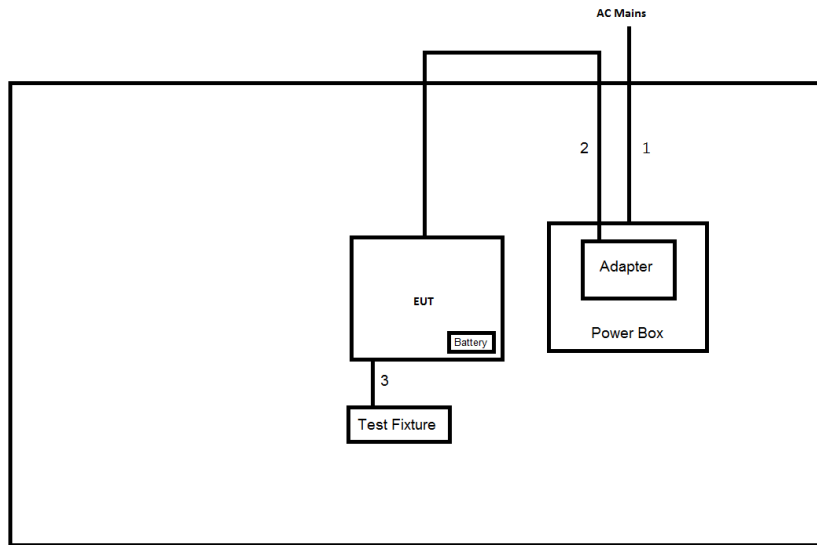 AC Mains
2
1
Adapter
EUT
Power Box
Battery
3
Test Fixture